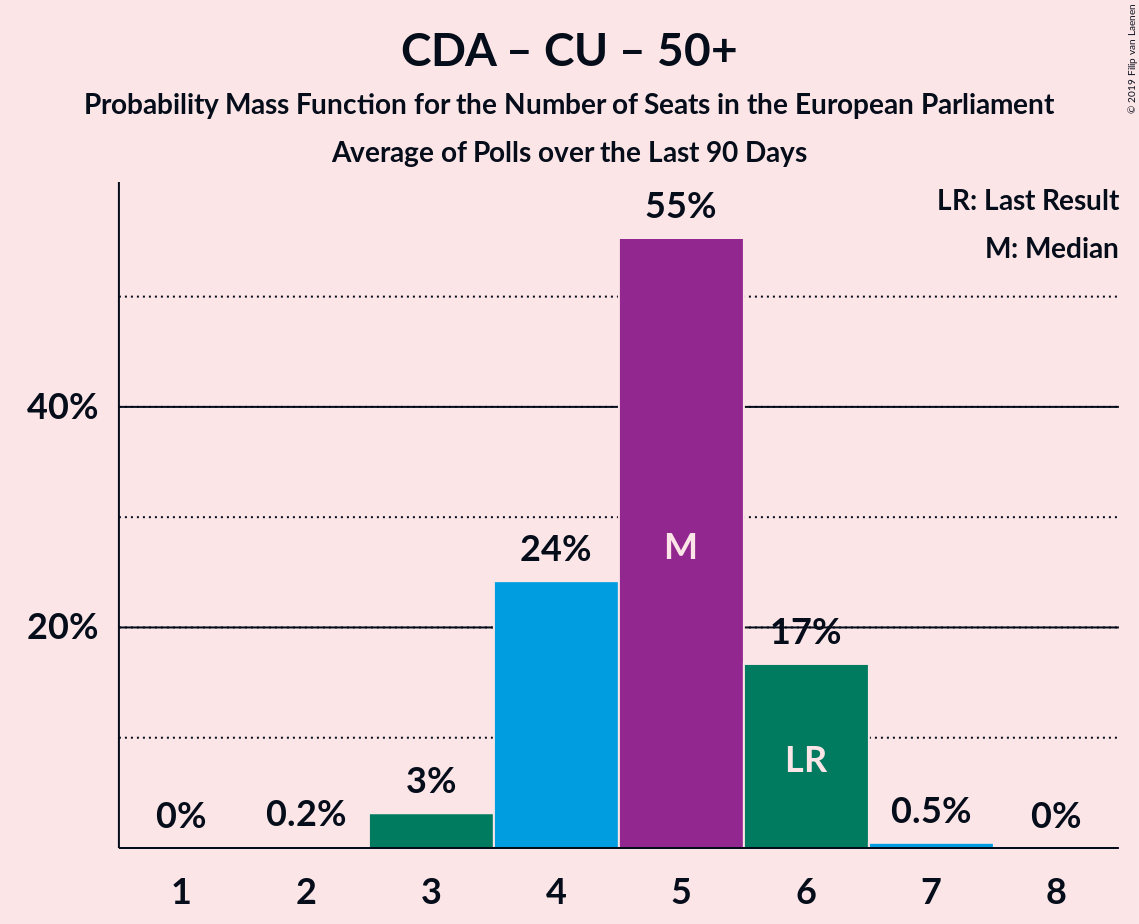 CDA – CU – 50+
Probability Mass Function for the Number of Seats in the European Parliament
Average of Polls over the Last 90 Days
© 2019 Filip van Laenen
LR: Last Result
M: Median
55%
40%
24%
M
20%
17%
LR
3%
0%
0.2%
0.5%
0%
1 2 3 4 5 6 7 8